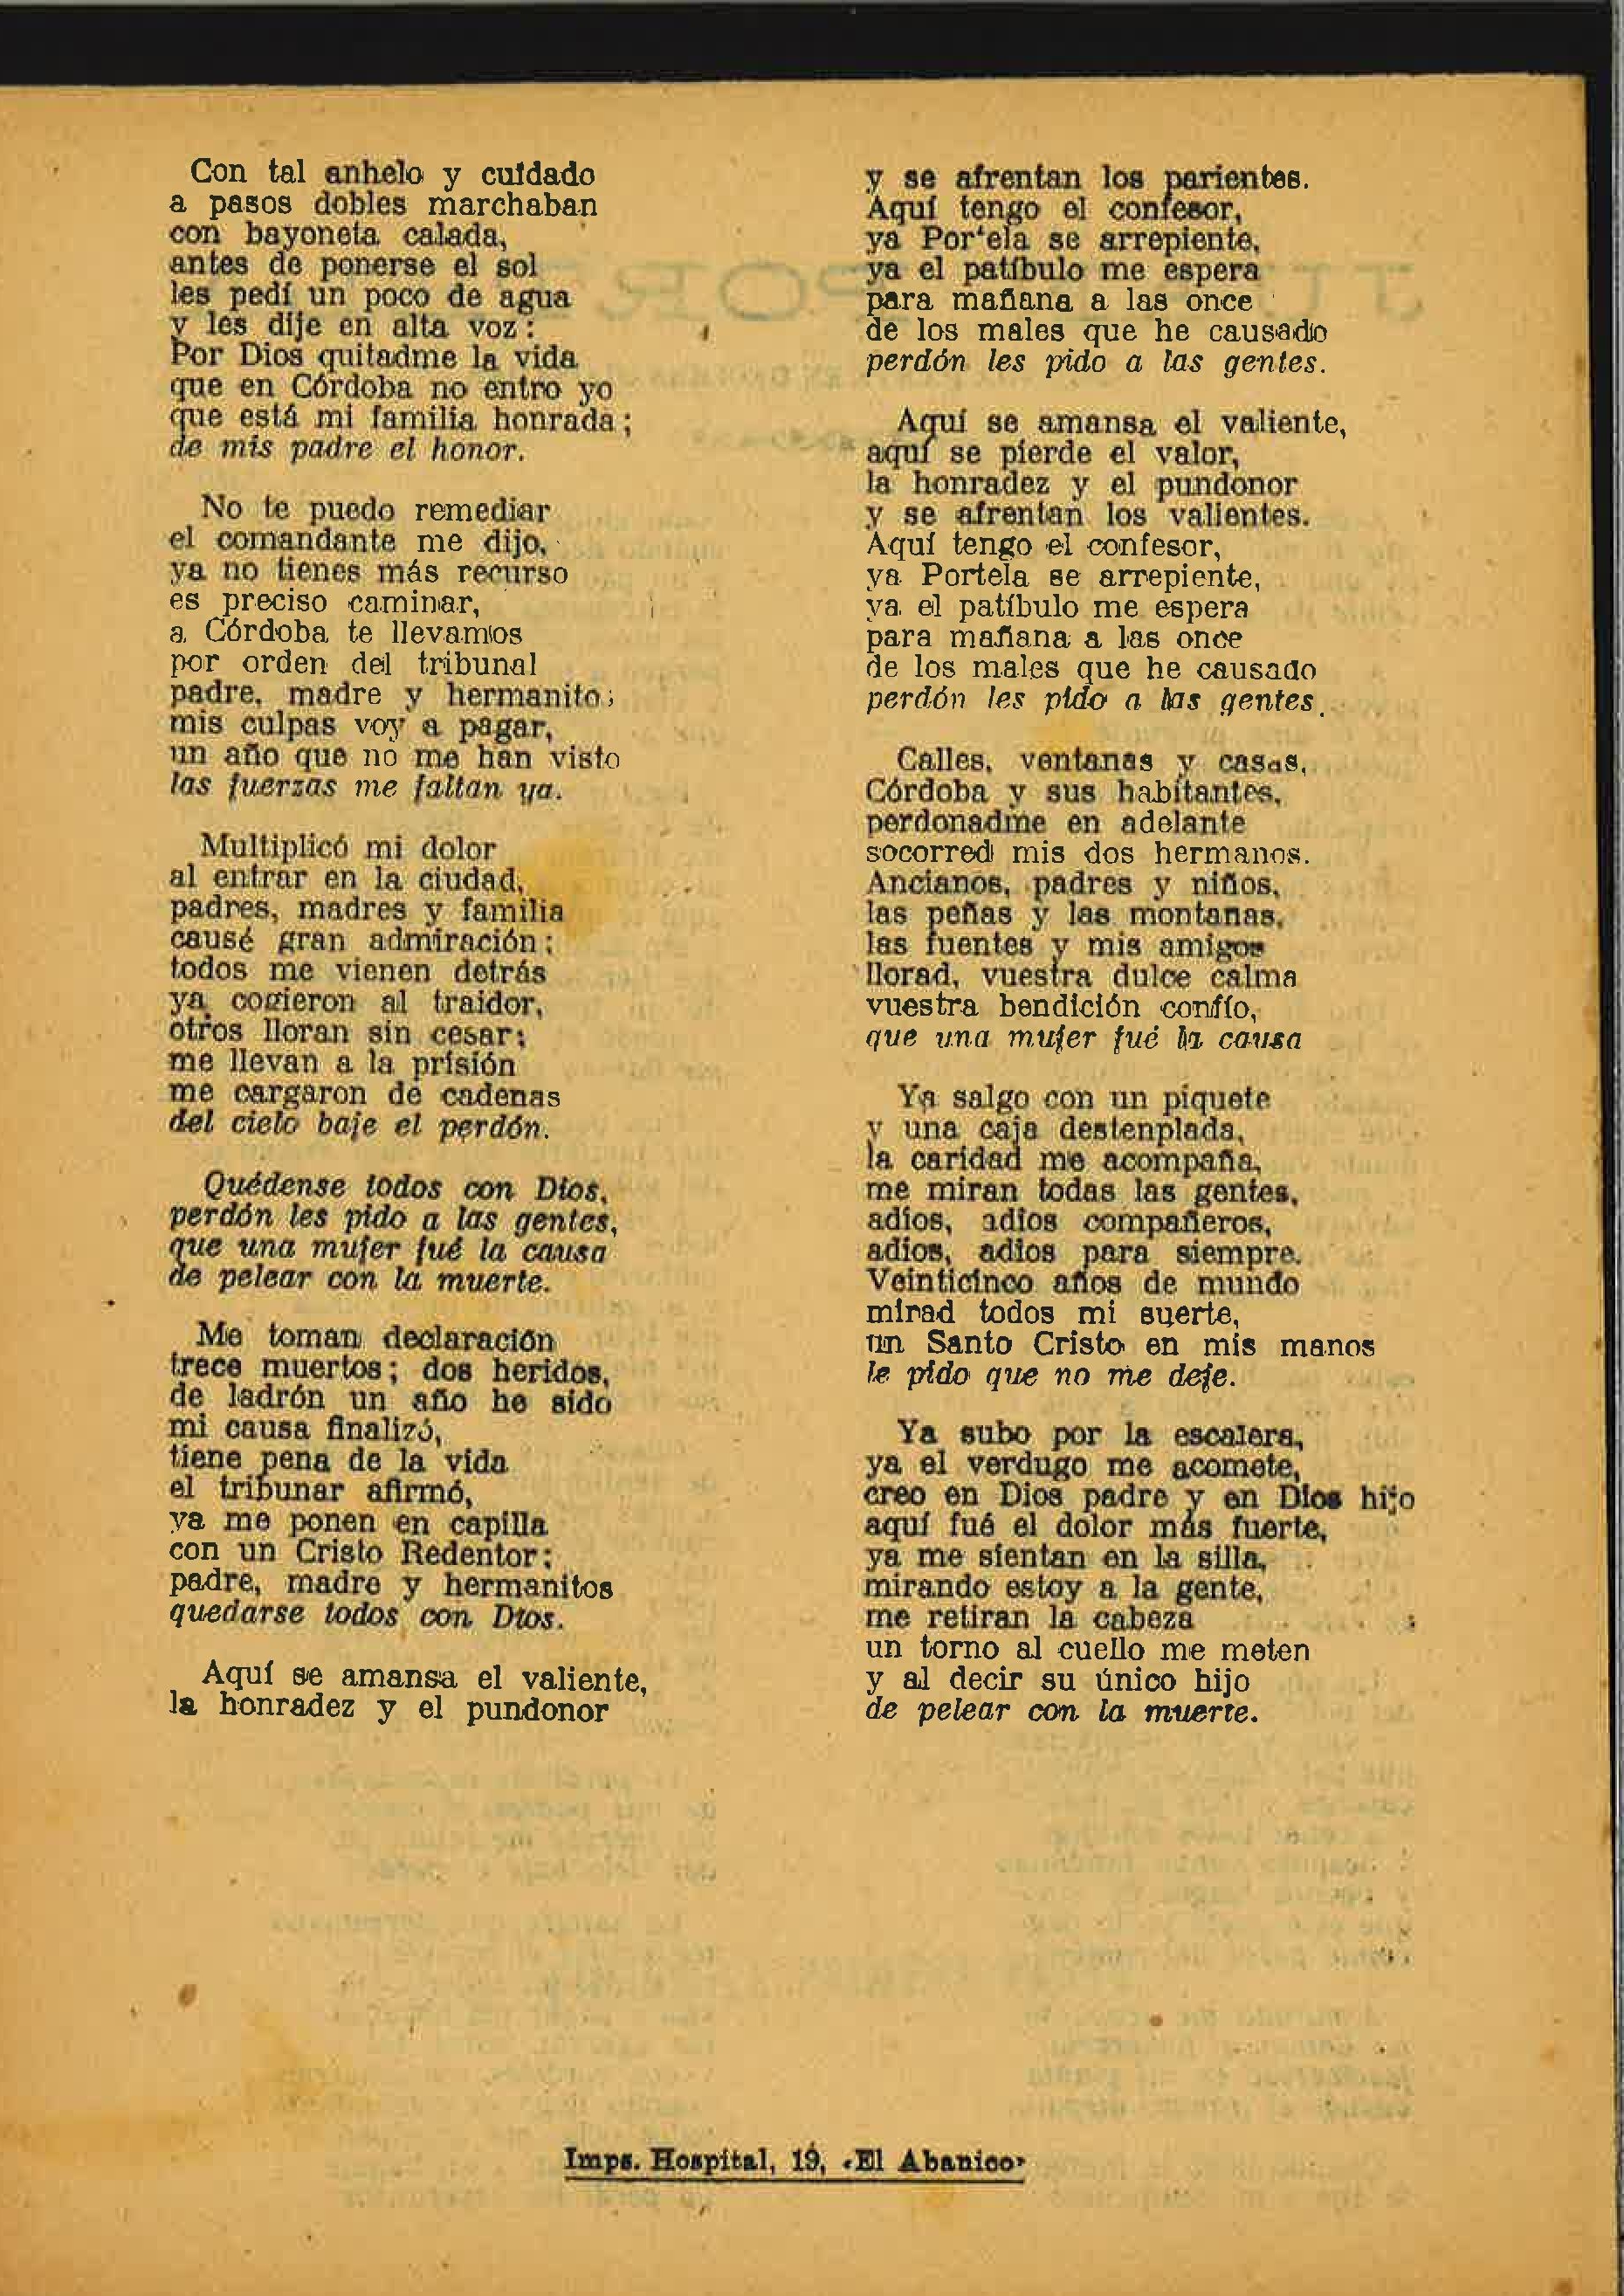 Con tal anhelo y cuidado
a pasos dobles marchaban
con bayoneta calada,
antes de ponerse el sol
les pedí un poco de agua
y les dije en alta voz:
Por Dios quitadme la vida
que en Córdoba no entro yo
que está mi familia honrada;
de mis padre el honor.
No te puedo remediar
el comandante me dijo,
ya no tienes más recurso
es preciso caminar,
a Córdoba te llevamos
por orden del tribunal
padre, madre y hermanito;
mis culpas voy a pagar,
un año que no me han visto
las fuerzas me faltan ya.
Multiplicó mi dolor
al entrar en la ciudad,
padres, madres y familia
causé gran admiración;
todos me vienen detrás
ya cogieron al traidor,
otros lloran sin cesar;
me llevan a la prisión
me cargaron de cadenas
del cielo baje el perdón.
Quédense todos con Dios,
perdón les pido a las gentes,
que una mujer fué la causa
de pelear con la muerte.
Me toman declaración
trece muertos; dos heridos,
de ladrón un año he sido
mi causa finalizó,
tiene pena de la vida
el tribunar afirmó,
ya me ponen en capilla
con un Cristo Redentor;
padre, madre y hermanitos
quedarse todos con Dios.
Aquí se amansa el valiente,
la honradez y el pundonor
y se afrentan los parientes.
Aquí tengo el confesor,
ya Por'ela se arrepiente,
ya el patíbulo me espera
para mañana a las once
de los males que he causado
perdón les pido a las gentes.
Aquí se amansa el valiente,
aquí se pierde el valor,
la honradez y el pundonor
y se afrentan los valientes.
Aquí tengo el confesor,
ya Portela se arrepiente,
ya el patíbulo me espera
para mañana a las once
de los males que he causado
perdón les pido a las gentes.
Calles, ventanas y casas,
Córdoba y sus habitantes,
perdonadme en adelante
socorred mis dos hermanos.
Ancianos, padres y niños,
las peñas y las montañas,
las fuentes y mis amigos
llorad, vuestra dulce calma
vuestra bendición confío,
que una mujer fué la causa
Ya salgo con un piquete
y una caja destenplada,
la caridad me acompaña,
me miran todas las gentes,
adios, adios compañeros,
adios, adios para siempre.
Veinticinco años de mundo
mirad todos mi suerte,
un Santo Cristo en mis manos
le pido que no me deje.
Ya subo por la escalera,
ya el verdugo me acomete,
creo en Dios padre y en Dios hijo
aquí fué el dolor más fuerte,
ya me sientan en la silla,
mirando estoy a la gente,
me retiran la cabeza
un torno al cuello me meten
y al decir su único hijo
de pelear con la muerte.
Imps. Hospital, 19, «El Abanico»